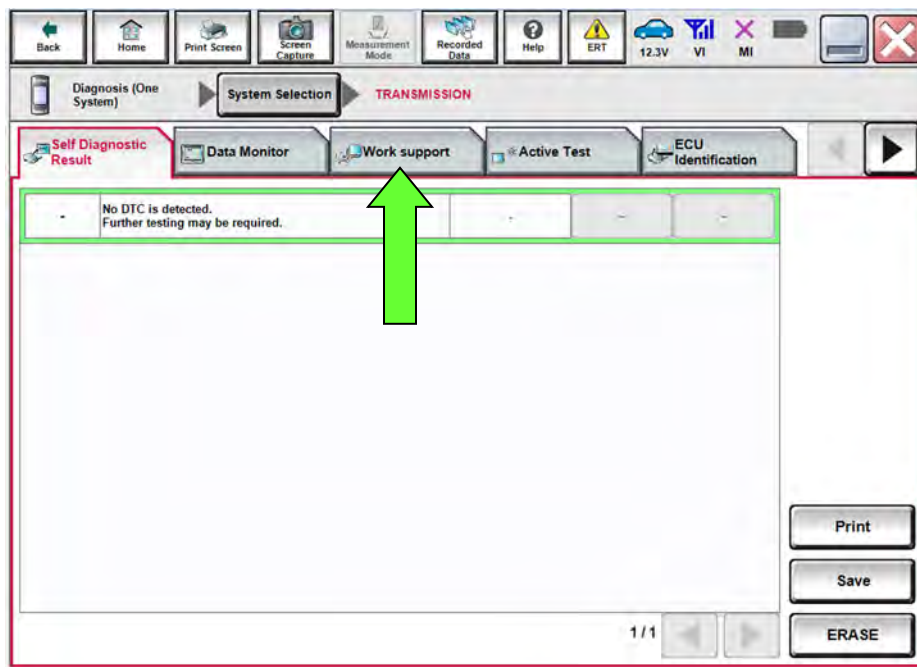 Back
Home
Print Screen
Screen
Capture
Measurement
Mode
Recorded
Data
Help
ERT
12.3V
VI
MI
Diagnosis (One
System)
System Selection
TRANSMISSION
Self Diagnostic
Result
Data Monitor
Work support
Active Test
ECU
Identification
-
No DTC is detected.
Further testing may be required.
-
-
-
Print
Save
1/1
ERASE